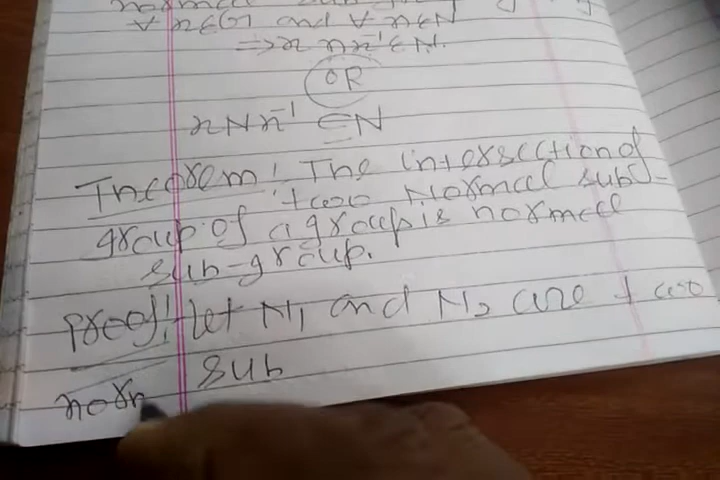 ∀ x∈G and ∀ n∈N
⇒ x n x⁻¹ ∈ N.
OR
x N x⁻¹ ⊆ N
Theorem: The intersection of
two Normal sub-
group of a group is normal
sub-group.
proof: let N₁ and N₂ are two
sub
norm